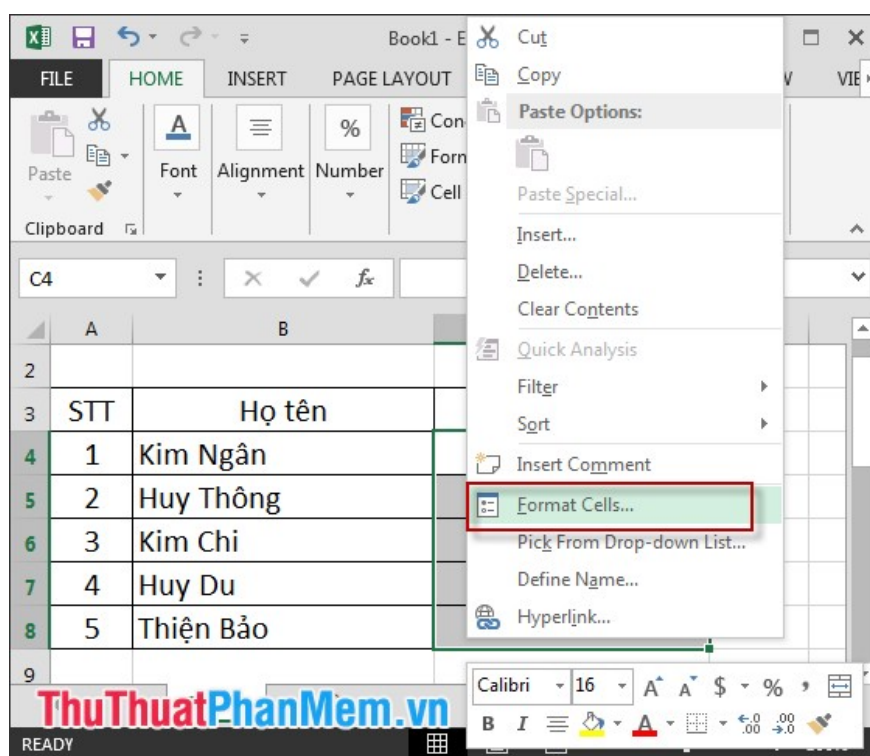 Book1 - E
FILE HOME INSERT PAGE LAYOUT VIE
Paste
Clipboard
A
Font
Alignment
%
Number
Con
Form
Cell
C4
fx
A B
2
3 STT Họ tên
4 1 Kim Ngân
5 2 Huy Thông
6 3 Kim Chi
7 4 Huy Du
8 5 Thiện Bảo
9
Cut
Copy
Paste Options:
Paste Special...
Insert...
Delete...
Clear Contents
Quick Analysis
Filter
Sort
Insert Comment
Format Cells...
Pick From Drop-down List...
Define Name...
Hyperlink...
Calibri 16 A A $ % ,
B I A .00 .00
ThuThuatPhanMem.vn
READY